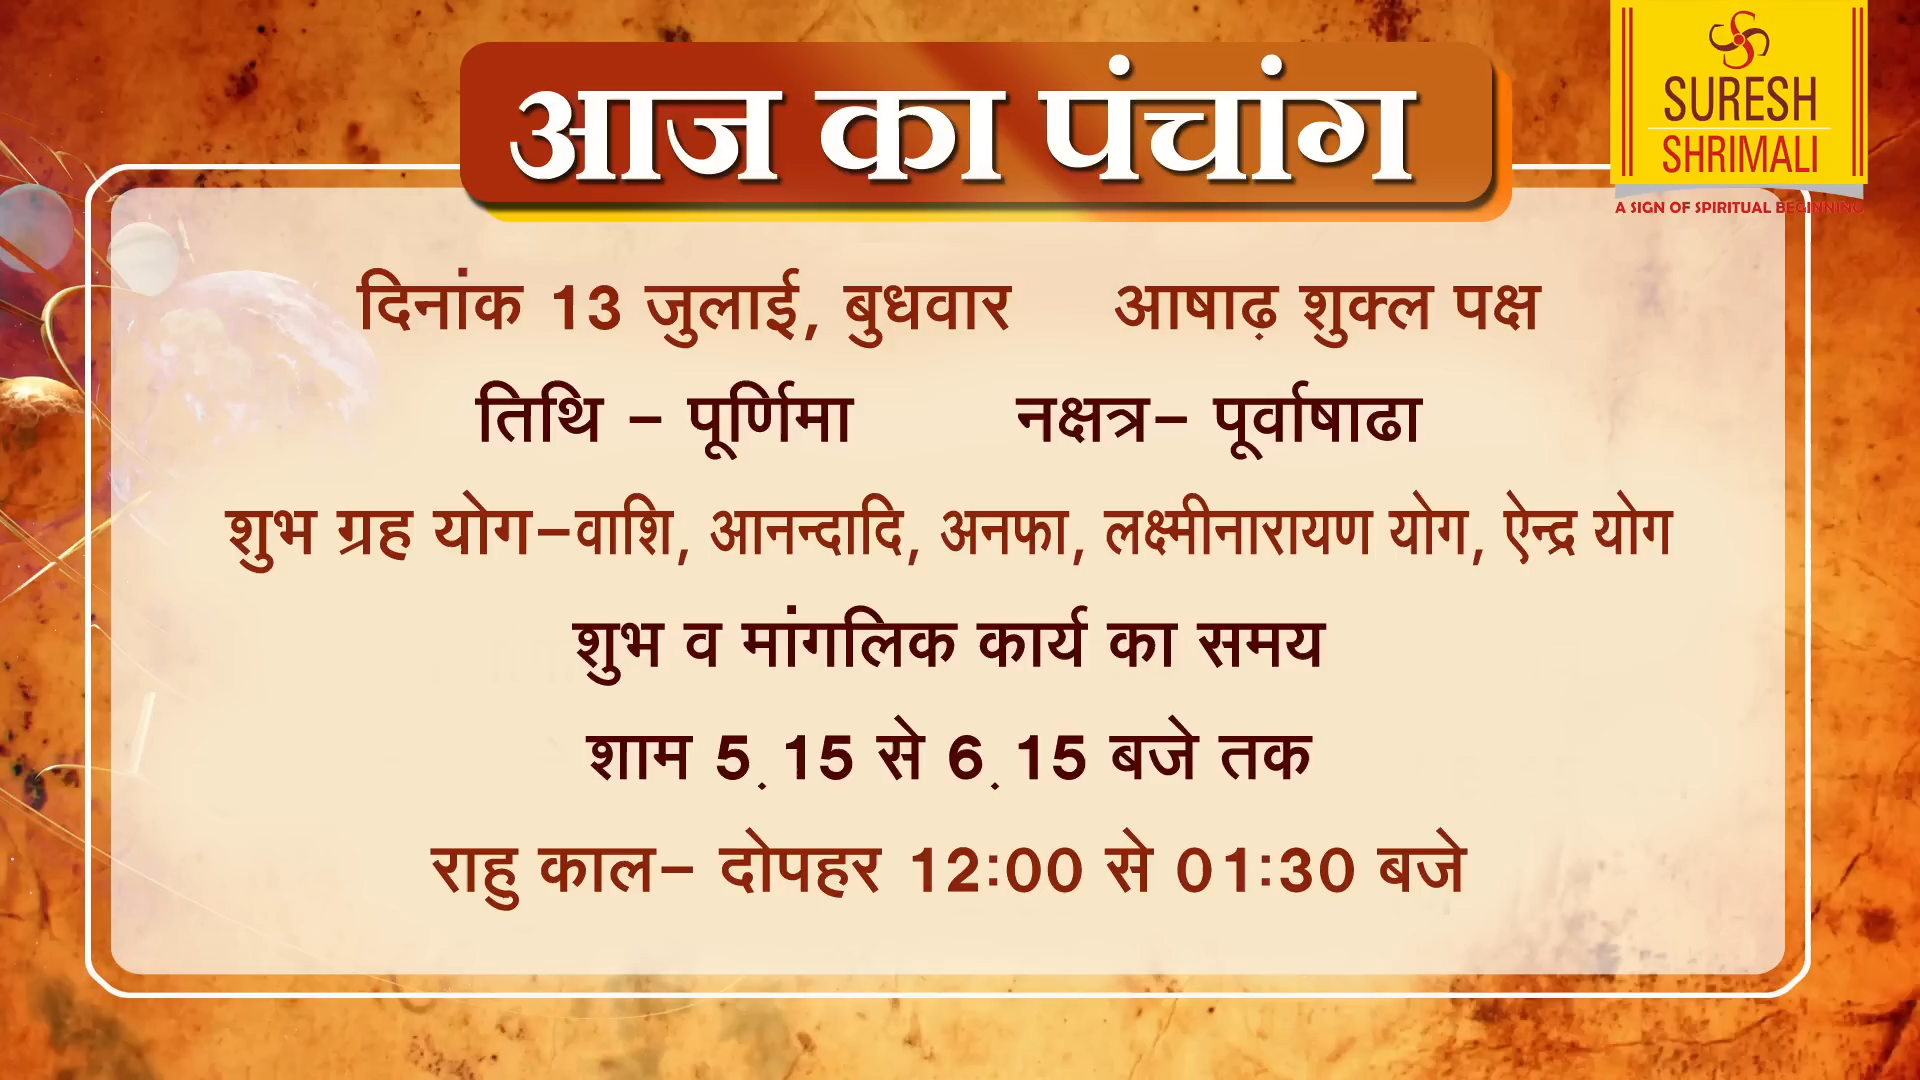 आज का पंचांग
SURESH
SHRIMALI
A SIGN OF SPIRITUAL BEGINNING
दिनांक 13 जुलाई, बुधवार आषाढ़ शुक्ल पक्ष
तिथि - पूर्णिमा नक्षत्र- पूर्वाषाढा
शुभ ग्रह योग-वाशि, आनन्दादि, अनफा, लक्ष्मीनारायण योग, ऐन्द्र योग
शुभ व मांगलिक कार्य का समय
शाम 5.15 से 6.15 बजे तक
राहु काल- दोपहर 12:00 से 01:30 बजे